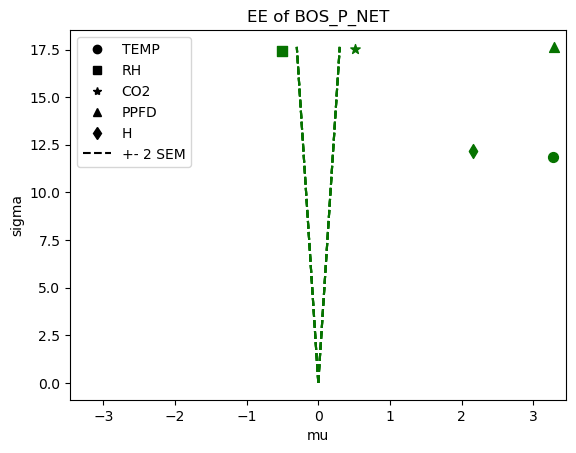 EE of BOS_P_NET
TEMP
RH
CO2
PPFD
H
+- 2 SEM
sigma
17.5
15.0
12.5
10.0
7.5
5.0
2.5
0.0
−3
−2
−1
0
1
2
3
mu